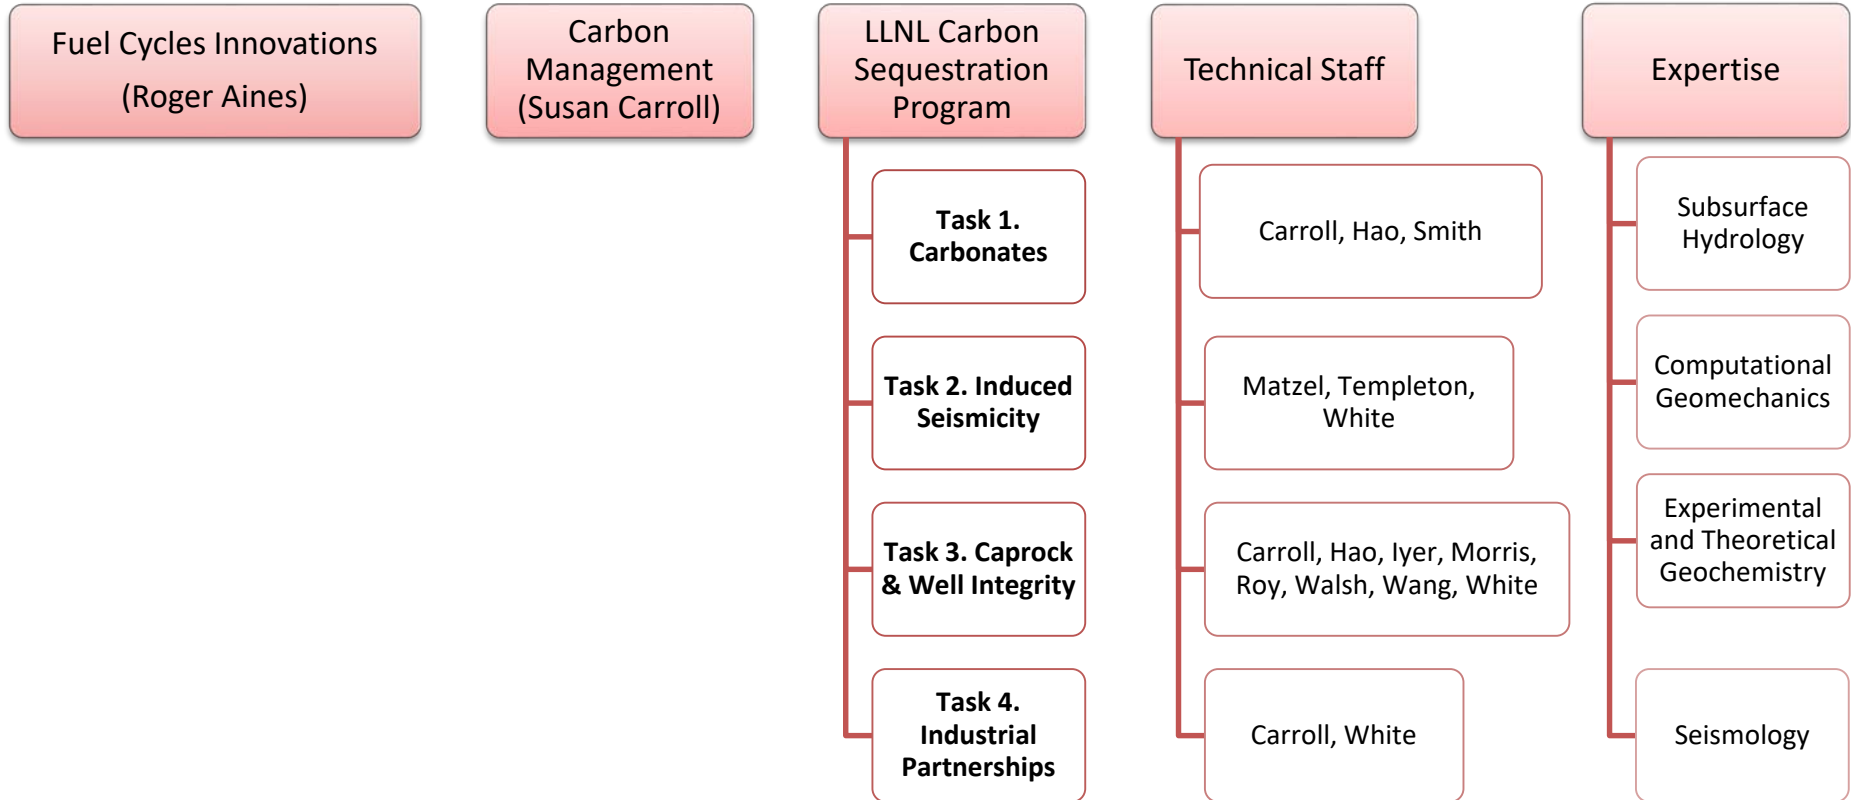 Fuel Cycles Innovations
(Roger Aines)
Carbon
Management
(Susan Carroll)
LLNL Carbon
Sequestration
Program
Technical Staff
Expertise
Task 1.
Carbonates
Task 2. Induced
Seismicity
Task 3. Caprock
& Well Integrity
Task 4.
Industrial
Partnerships
Carroll, Hao, Smith
Matzel, Templeton,
White
Carroll, Hao, Iyer, Morris,
Roy, Walsh, Wang, White
Carroll, White
Subsurface
Hydrology
Computational
Geomechanics
Experimental
and Theoretical
Geochemistry
Seismology